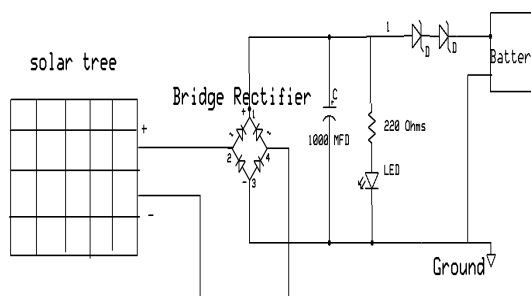 solar tree
+
-
Bridge Rectifier
+
1
2
4
-
3
C
+
1000 MFD
220 Ohms
LED
1
D
D
Batter
Ground